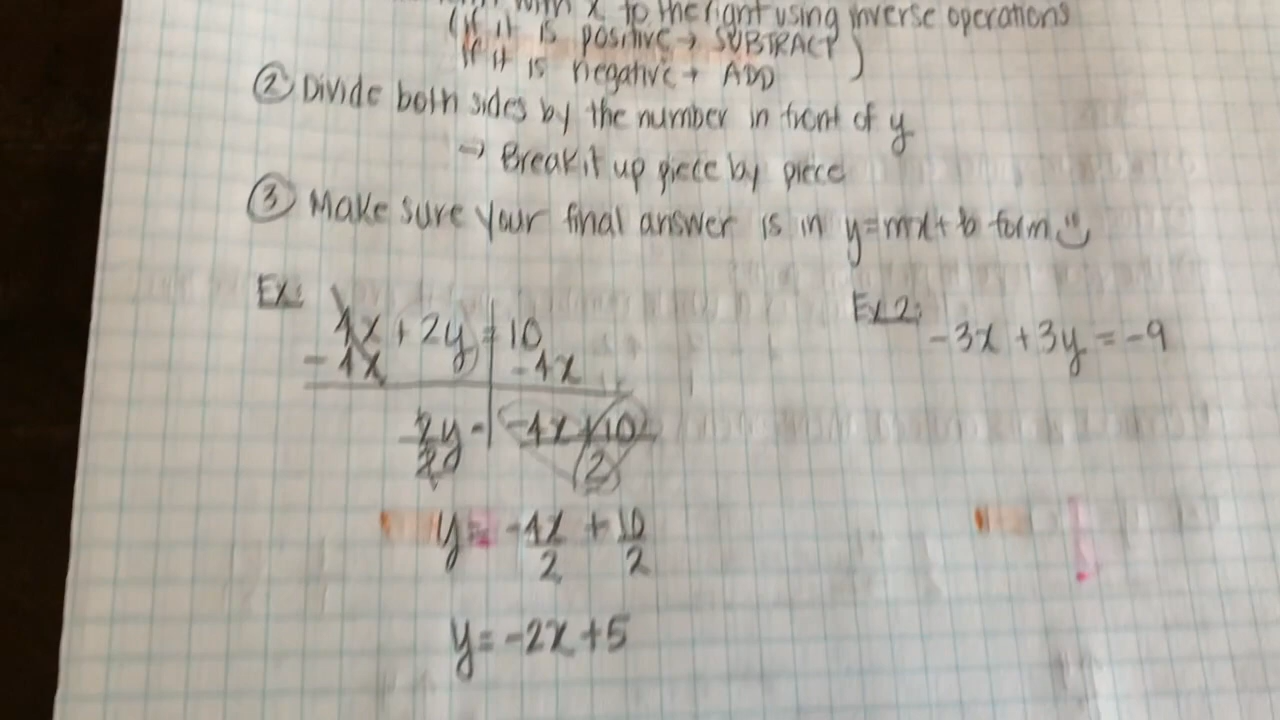 with x to the right using inverse operations
(if it is positive → SUBTRACT
if it is negative → ADD)
② Divide both sides by the number in front of y
→ Break it up piece by piece
③ Make sure your final answer is in y=mx+b form
Ex:
4x + 2y = 10
-4x -4x
2y = -4x+10
2 2
y = -4x + 10
2 2
y = -2x + 5
Ex 2:
-3x + 3y = -9